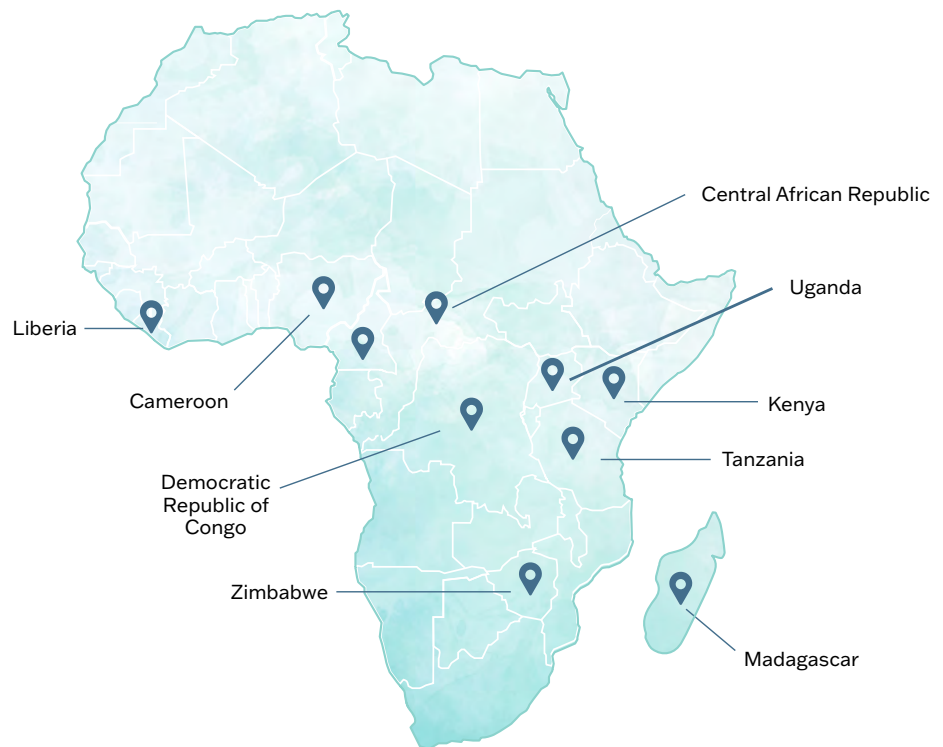 Central African Republic
Uganda
Liberia
Cameroon
Kenya
Tanzania
Democratic
Republic of
Congo
Zimbabwe
Madagascar